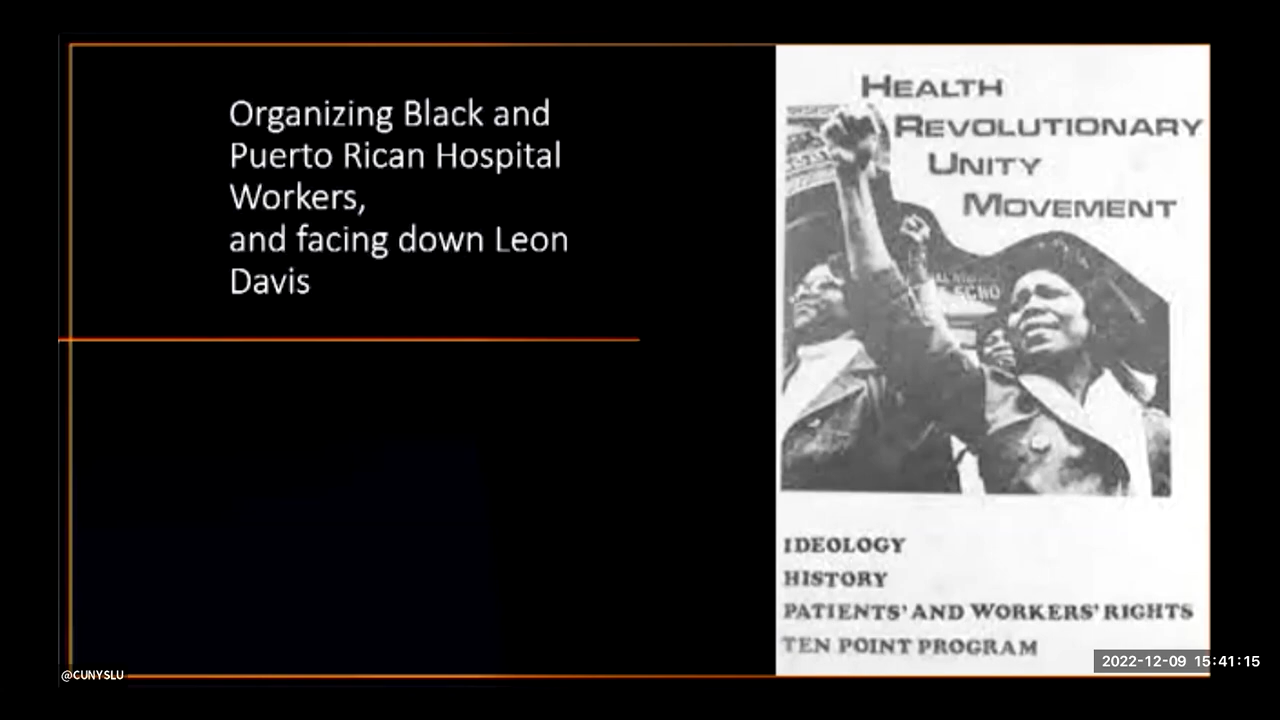 Organizing Black and
Puerto Rican Hospital
Workers,
and facing down Leon
Davis
HEALTH
REVOLUTIONARY
UNITY
MOVEMENT
IDEOLOGY
HISTORY
PATIENTS' AND WORKERS' RIGHTS
TEN POINT PROGRAM
@CUNYSLU
2022-12-09 15:41:15